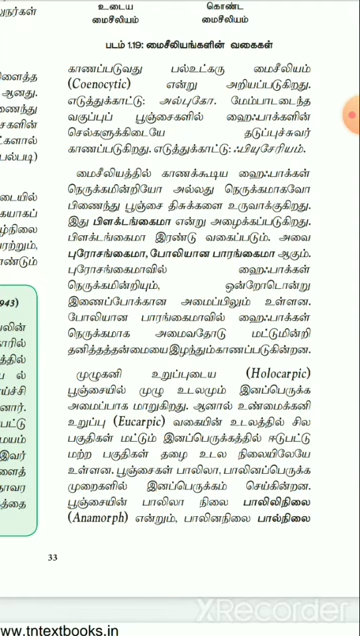 ுநர்கள்
உடைய கொண்ட
மைசீலியம் மைசீலியம்
படம் 1.19: மைசீலியங்களின் வகைகள்
காணப்படுவது பல்உட்கரு மைசீலியம்
(Coenocytic) என்று அறியப்படுகிறது.
எடுத்துக்காட்டு: அல்புகோ. மேம்பாடடைந்த
வகுப்புப் பூஞ்சைகளில் ஹைஃபாக்களின்
செல்களுக்கிடையே தடுப்புச்சுவர்
காணப்படுகிறது. எடுத்துக்காட்டு: ஃபியுசேரியம்.
மைசீலியத்தில் காணக்கூடிய ஹைஃபாக்கள்
நெருக்கமின்றியோ அல்லது நெருக்கமாகவோ
பிணைந்து பூஞ்சை திசுக்களை உருவாக்குகிறது.
இது பிளக்டங்கைமா என்று அழைக்கப்படுகிறது.
பிளக்டங்கைமா இரண்டு வகைப்படும். அவை
புரோசங்கைமா, போலியான பாரங்கைமா ஆகும்.
புரோசங்கைமாவில் ஹைஃபாக்கள்
நெருக்கமின்றியும், ஒன்றோடொன்று
இணைப்போக்கான அமைப்பிலும் உள்ளன.
போலியான பாரங்கைமாவில் ஹைஃபாக்கள்
நெருக்கமாக அமைவதோடு மட்டுமின்றி
தனித்தத்தன்மையைஇழந்தும்காணப்படுகின்றன.
முழுகனி உறுப்புடைய (Holocarpic)
பூஞ்சையில் முழு உடலமும் இனப்பெருக்க
அமைப்பாக மாறுகிறது. ஆனால் உண்மைக்கனி
உறுப்பு (Eucarpic) வகையின் உடலத்தில் சில
பகுதிகள் மட்டும் இனப்பெருக்கத்தில் ஈடுபட்டு
மற்ற பகுதிகள் தழை உடல நிலையிலேயே
உள்ளன. பூஞ்சைகள் பாலிலா, பாலினப்பெருக்க
முறைகளில் இனப்பெருக்கம் செய்கின்றன.
பூஞ்சையின் பாலிலா நிலை பாலிலிநிலை
(Anamorph) என்றும், பாலினநிலை பால்நிலை
33
www.tntextbooks.in
XRecorder